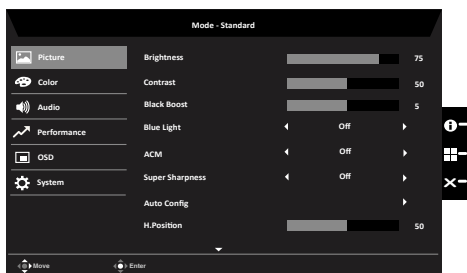 Mode - Standard
Picture
Color
Audio
Performance
OSD
System
Brightness 75
Contrast 50
Black Boost 5
Blue Light Off
ACM Off
Super Sharpness Off
Auto Config
H.Position 50
Move Enter